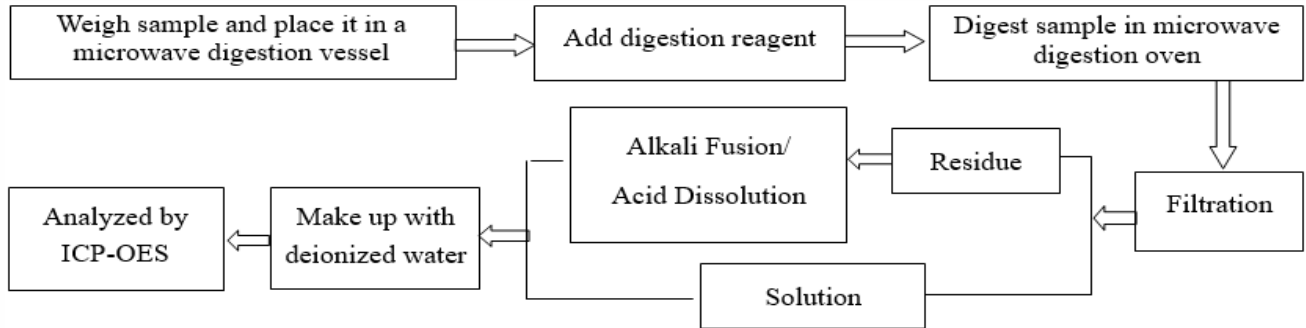 Weigh sample and place it in a
microwave digestion vessel
Add digestion reagent
Digest sample in microwave
digestion oven
Alkali Fusion/
Acid Dissolution
Residue
Filtration
Analyzed by
ICP-OES
Make up with
deionized water
Solution